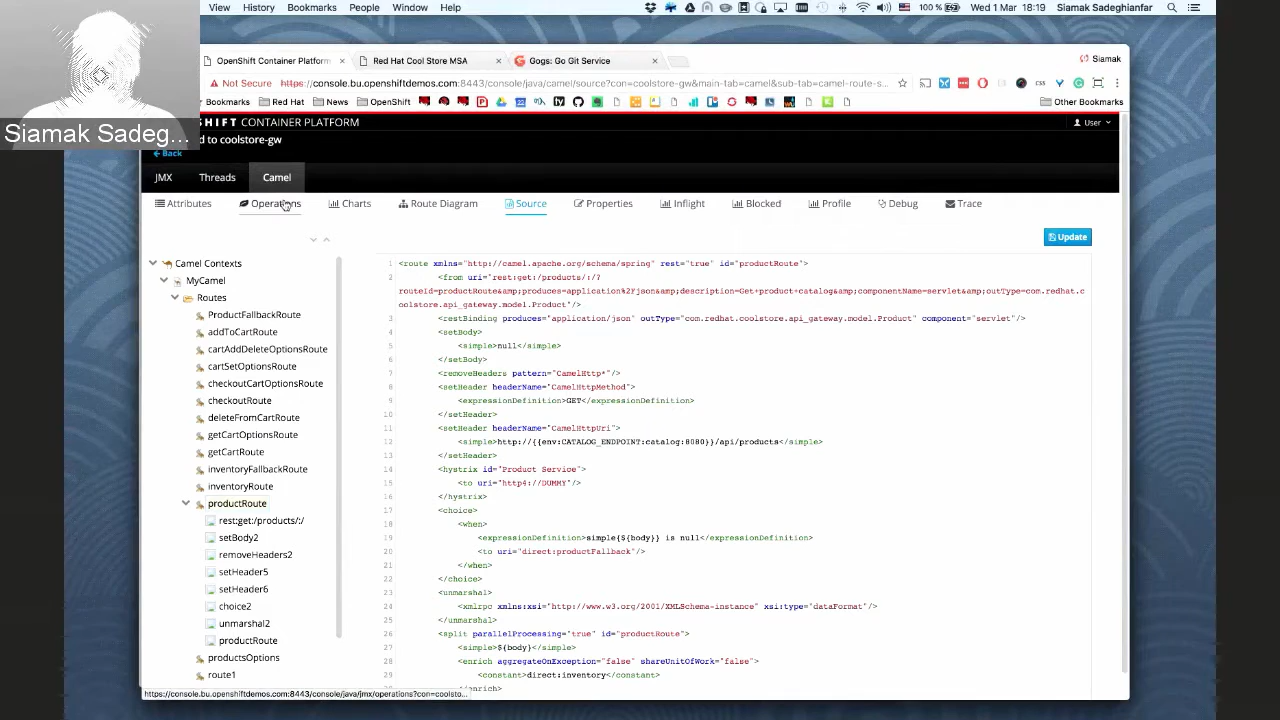 View History Bookmarks People Window Help 100 % Wed 1 Mar 18:19 Siamak Sadeghianfar
OpenShift Container Platform × Red Hat Cool Store MSA × Gogs: Go Git Service × Siamak
Not Secure https://console.bu.openshiftdemos.com:8443/console/java/camel/source?con=coolstore-gw&main-tab=camel&sub-tab=camel-route-s...
Bookmarks Red Hat News OpenShift Other Bookmarks
SHIFT CONTAINER PLATFORM User
Siamak Sadeg...
d to coolstore-gw
Back
JMX Threads Camel
Attributes Operations Charts Route Diagram Source Properties Inflight Blocked Profile Debug Trace
Update
Camel Contexts
MyCamel
Routes
ProductFallbackRoute
addToCartRoute
cartAddDeleteOptionsRoute
cartSetOptionsRoute
checkoutCartOptionsRoute
checkoutRoute
deleteFromCartRoute
getCartOptionsRoute
getCartRoute
inventoryFallbackRoute
inventoryRoute
productRoute
rest:get:/products/:/
setBody2
removeHeaders2
setHeader5
setHeader6
choice2
unmarshal2
productRoute
productsOptions
route1
1 <route xmlns="http://camel.apache.org/schema/spring" rest="true" id="productRoute">
2 <from uri="rest:get:/products/:/?
routeId=productRoute&amp;produces=application%2Fjson&amp;description=Get+product+catalog&amp;componentName=servlet&amp;outType=com.redhat.c
oolstore.api_gateway.model.Product"/>
3 <restBinding produces="application/json" outType="com.redhat.coolstore.api_gateway.model.Product" component="servlet"/>
4 <setBody>
5 <simple>null</simple>
6 </setBody>
7 <removeHeaders pattern="CamelHttp*"/>
8 <setHeader headerName="CamelHttpMethod">
9 <expressionDefinition>GET</expressionDefinition>
10 </setHeader>
11 <setHeader headerName="CamelHttpUri">
12 <simple>http://{{env:CATALOG_ENDPOINT:catalog:8080}}/api/products</simple>
13 </setHeader>
14 <hystrix id="Product Service">
15 <to uri="http4://DUMMY"/>
16 </hystrix>
17 <choice>
18 <when>
19 <expressionDefinition>simple{${body}} is null</expressionDefinition>
20 <to uri="direct:productFallback"/>
21 </when>
22 </choice>
23 <unmarshal>
24 <xmlrpc xmlns:xsi="http://www.w3.org/2001/XMLSchema-instance" xsi:type="dataFormat"/>
25 </unmarshal>
26 <split parallelProcessing="true" id="productRoute">
27 <simple>${body}</simple>
28 <enrich aggregateOnException="false" shareUnitOfWork="false">
29 <constant>direct:inventory</constant>
</enrich>
https://console.bu.openshiftdemos.com:8443/console/java/jmx/operations?con=coolsto...